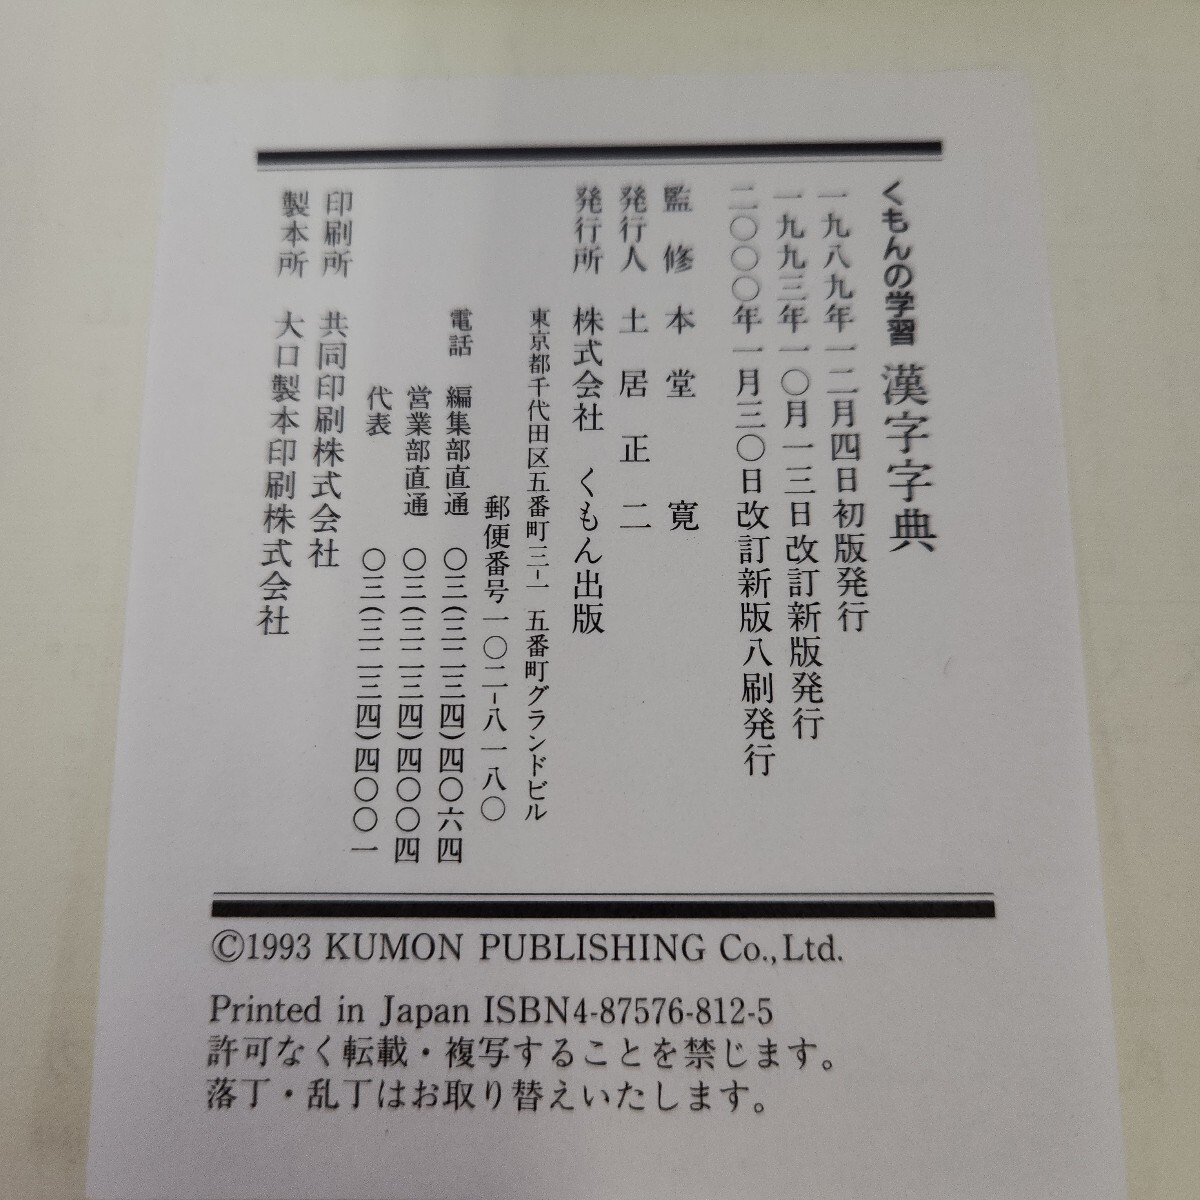 くもんの学習 漢字字典
一九八九年一二月四日初版発行
一九九三年一〇月一三日改訂新版発行
二〇〇〇年一月三〇日改訂新版八刷発行
監修 本堂寛
発行人 土居正二
発行所 株式会社 くもん出版
東京都千代田区五番町三-一 五番町グランドビル
郵便番号一〇二-八一八〇
電話 編集部直通 〇三(三二三四)四〇六四
営業部直通 〇三(三二三四)四〇〇四
代表 〇三(三二三四)四〇〇一
印刷所 共同印刷株式会社
製本所 大口製本印刷株式会社
©1993 KUMON PUBLISHING Co., Ltd.
Printed in Japan ISBN4-87576-812-5
許可なく転載・複写することを禁じます。
落丁・乱丁はお取り替えいたします。